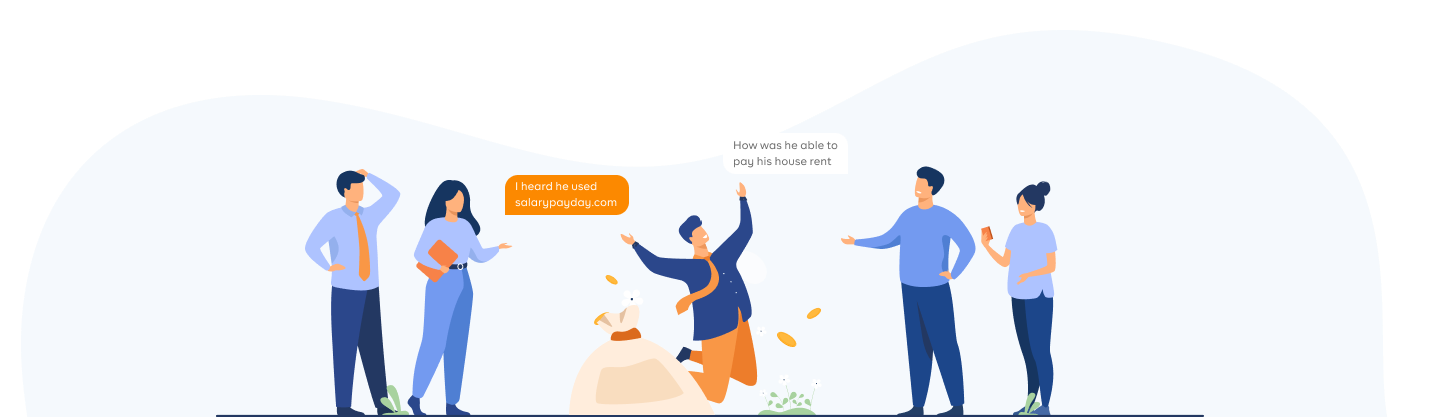 How was he able to
pay his house rent
I heard he used
salarypayday.com